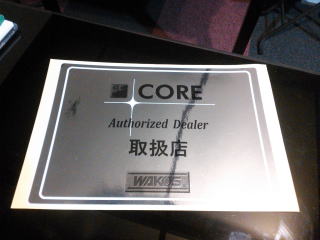 CORE
Authorized Dealer
取扱店
WAKO'S